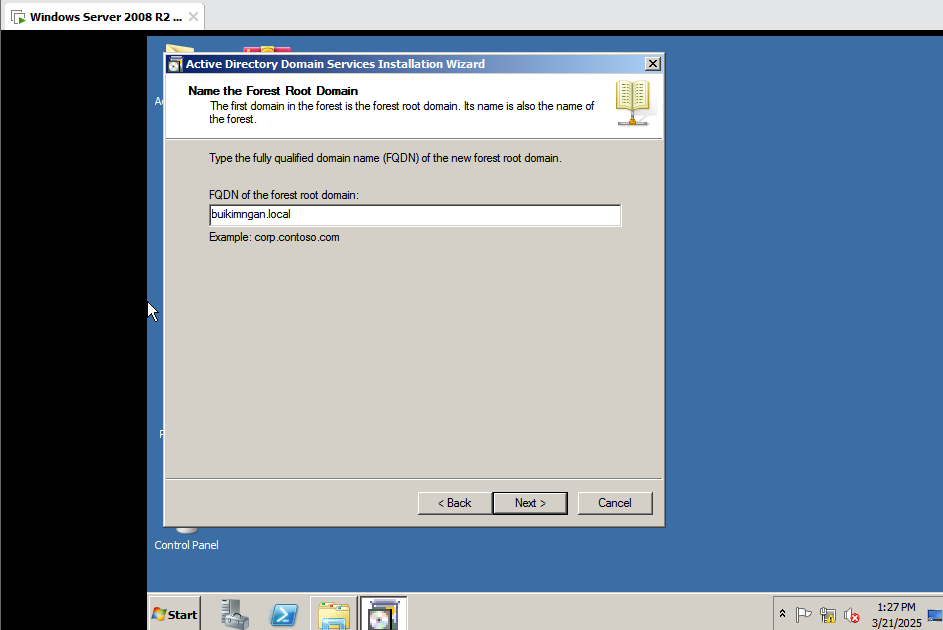 Windows Server 2008 R2 ...
Active Directory Domain Services Installation Wizard
Name the Forest Root Domain
The first domain in the forest is the forest root domain. Its name is also the name of
the forest.
Type the fully qualified domain name (FQDN) of the new forest root domain.
FQDN of the forest root domain:
buikimngan.local
Example: corp.contoso.com
< Back
Next >
Cancel
Control Panel
Start
1:27 PM
3/21/2025